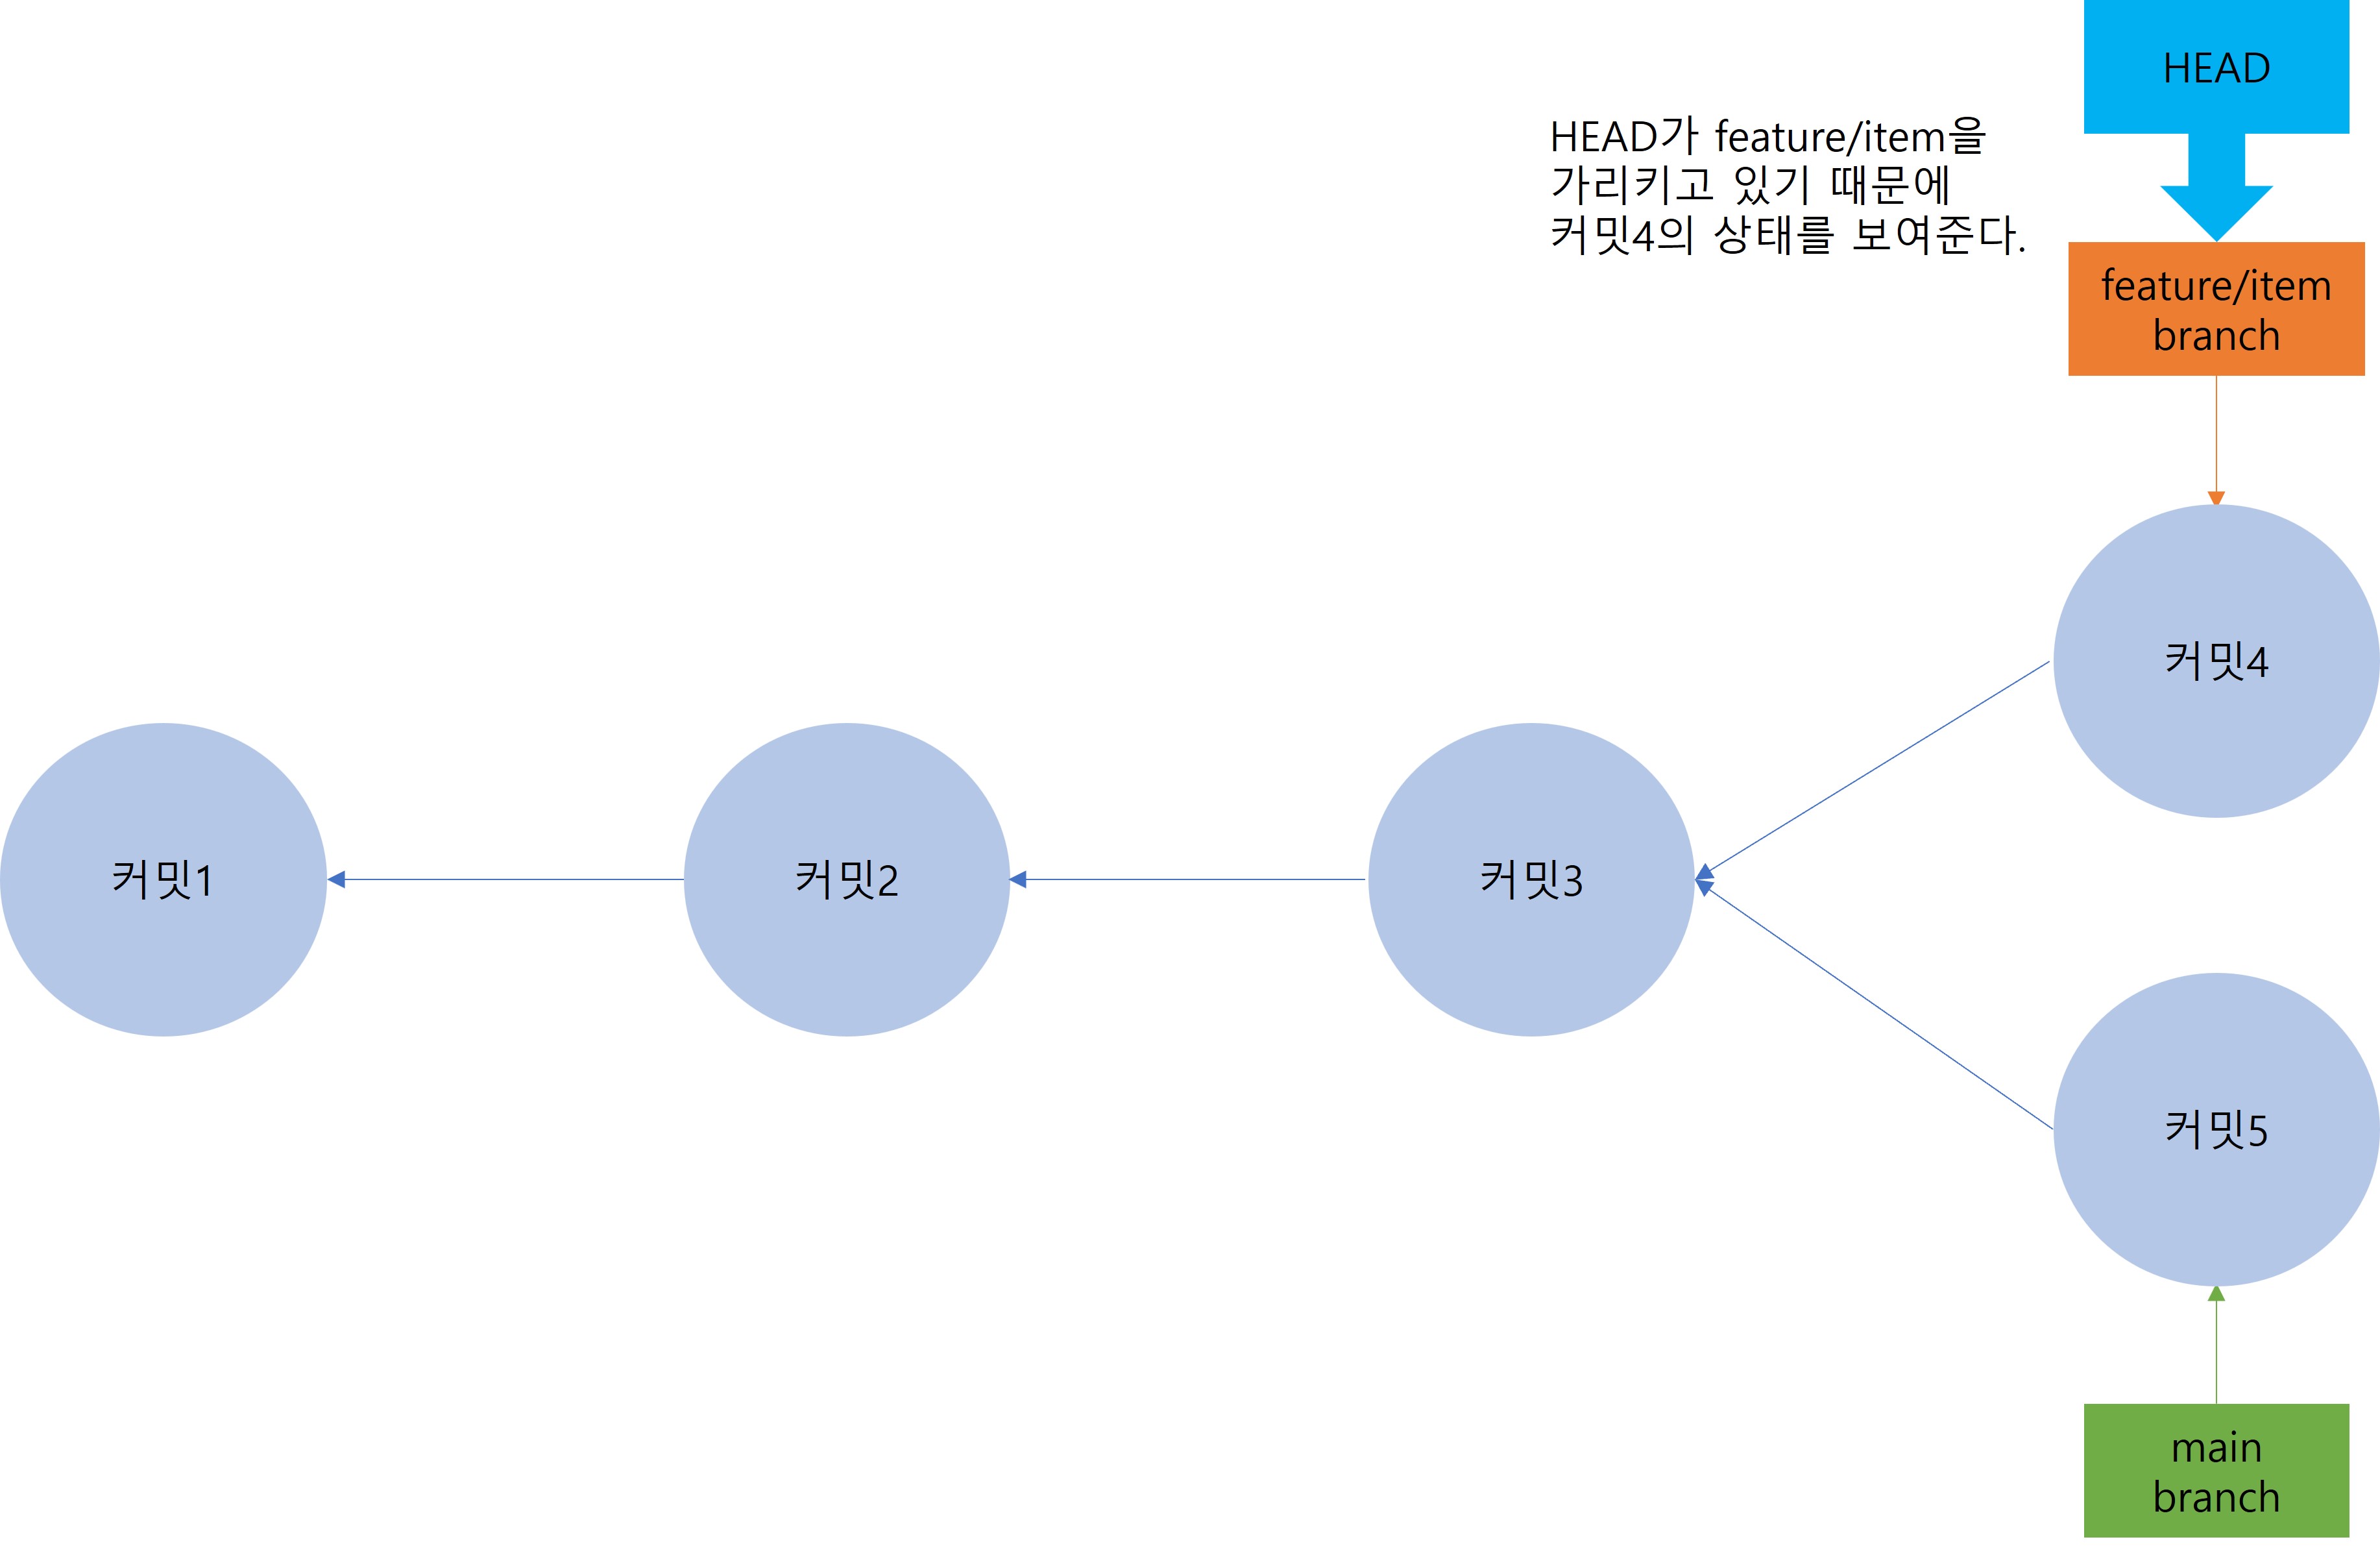 HEAD
HEAD가 feature/item을
가리키고 있기 때문에
커밋4의 상태를 보여준다.
feature/item
branch
커밋4
커밋1
커밋2
커밋3
커밋5
main
branch